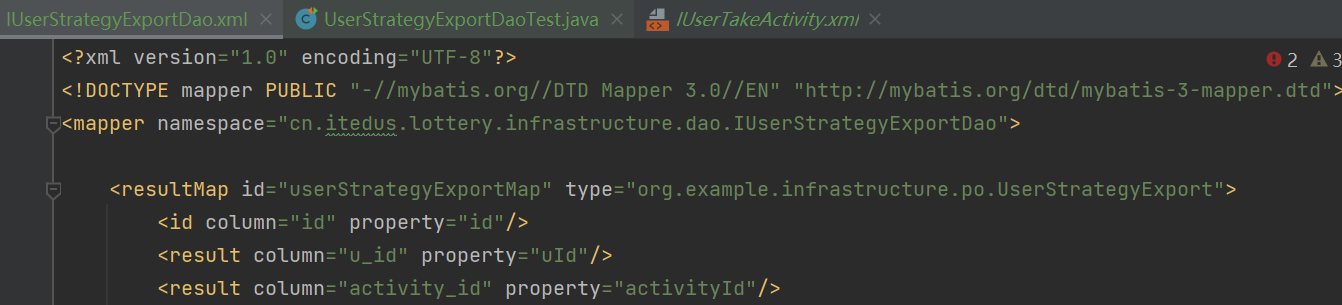 IUserStrategyExportDao.xml × UserStrategyExportDaoTest.java × IUserTakeActivity.xml ×
<?xml version="1.0" encoding="UTF-8"?> 2 3
<!DOCTYPE mapper PUBLIC "-//mybatis.org//DTD Mapper 3.0//EN" "http://mybatis.org/dtd/mybatis-3-mapper.dtd">
<mapper namespace="cn.itedus.lottery.infrastructure.dao.IUserStrategyExportDao">
<resultMap id="userStrategyExportMap" type="org.example.infrastructure.po.UserStrategyExport">
<id column="id" property="id"/>
<result column="u_id" property="uId"/>
<result column="activity_id" property="activityId"/>